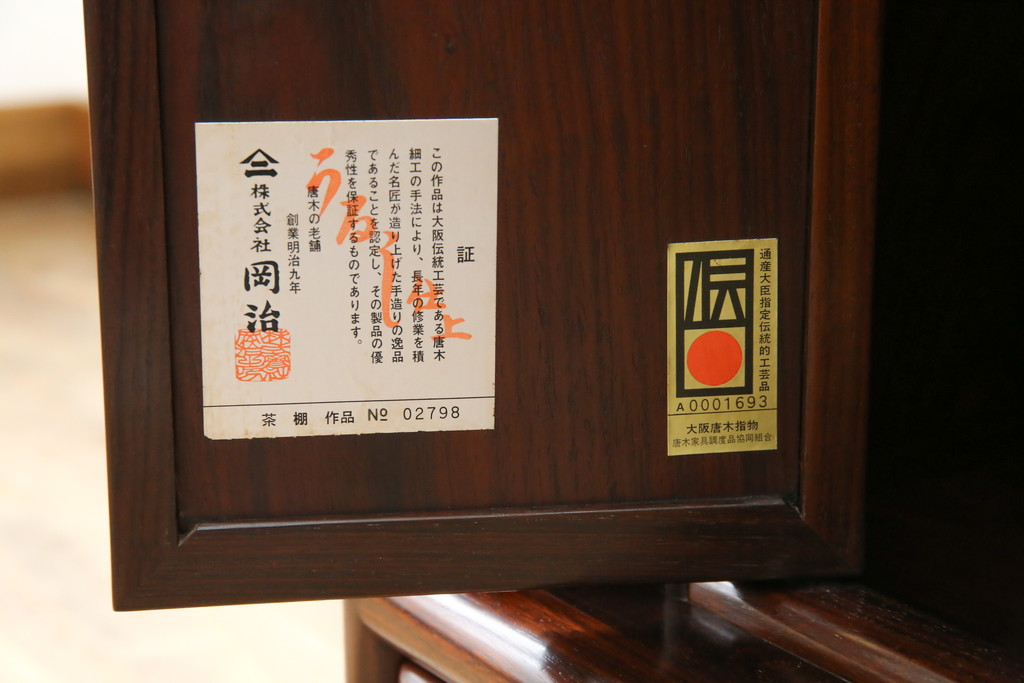 証
この作品は大阪伝統工芸である唐木
細工の手法により、長年の修業を積
んだ名匠が造り上げた手造りの逸品
であることを認定し、その製品の優
秀性を保証するものであります。
うるし仕上
唐木の老舗
創業明治九年
株式会社 岡治
茶棚 作品 № 02798
伝
通産大臣指定伝統的工芸品
A0001693
大阪唐木指物
唐木家具調度品協同組合